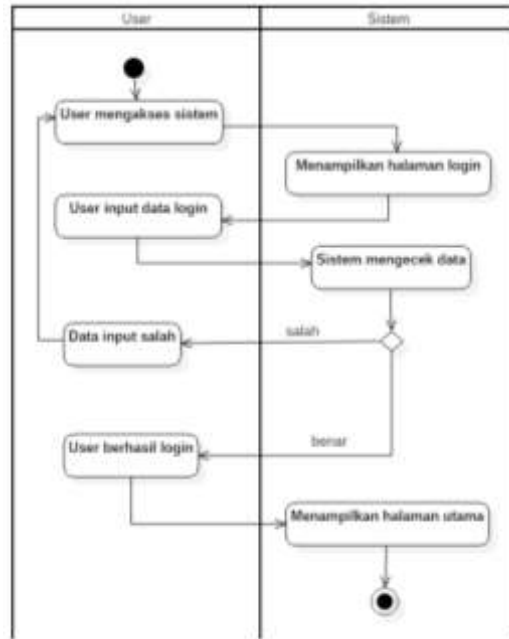 User
Sistem
User mengakses sistem
Menampilkan halaman login
User input data login
Sistem mengecek data
salah
Data input salah
benar
User berhasil login
Menampilkan halaman utama